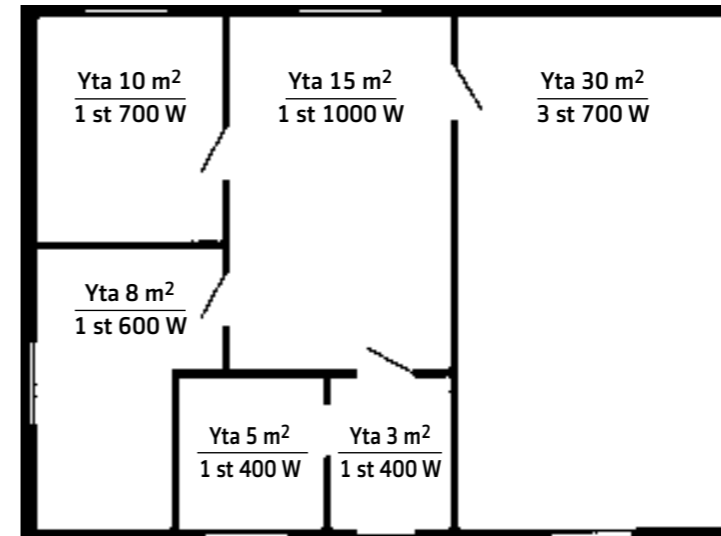 Yta 10 m²
1 st 700 W
Yta 15 m²
1 st 1000 W
Yta 30 m²
3 st 700 W
Yta 8 m²
1 st 600 W
Yta 5 m²
1 st 400 W
Yta 3 m²
1 st 400 W